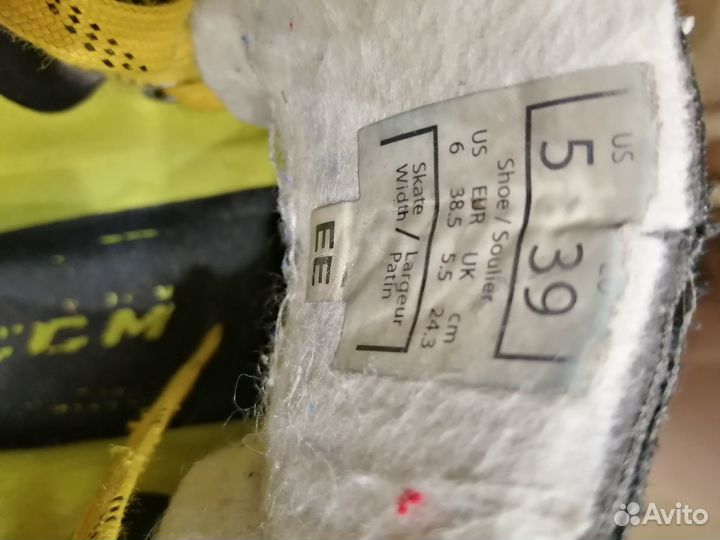 US
5 39
Shoe / Soulier
US EUR UK cm
6 38.5 5.5 24.3
Skate / Largeur
Width / Patin
EE
CCM
Avito